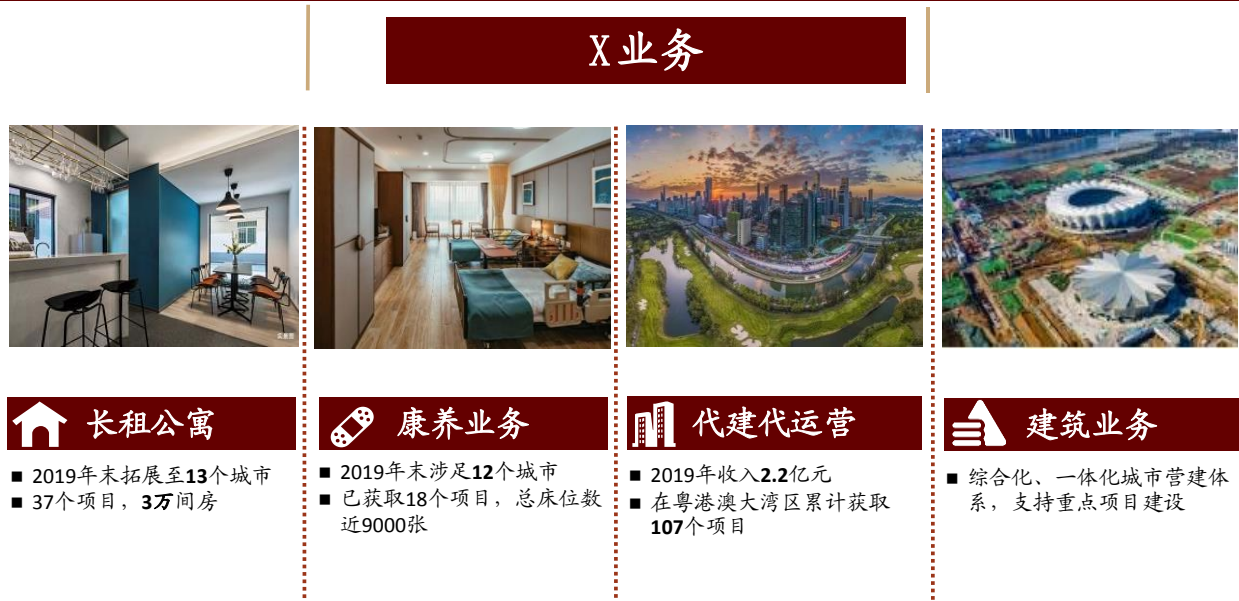 X业务
实景图
长租公寓
■ 2019年末拓展至13个城市
■ 37个项目，3万间房
康养业务
■ 2019年末涉足12个城市
■ 已获取18个项目，总床位数
近9000张
代建代运营
■ 2019年收入2.2亿元
■ 在粤港澳大湾区累计获取
107个项目
建筑业务
■ 综合化、一体化城市营建体
系，支持重点项目建设